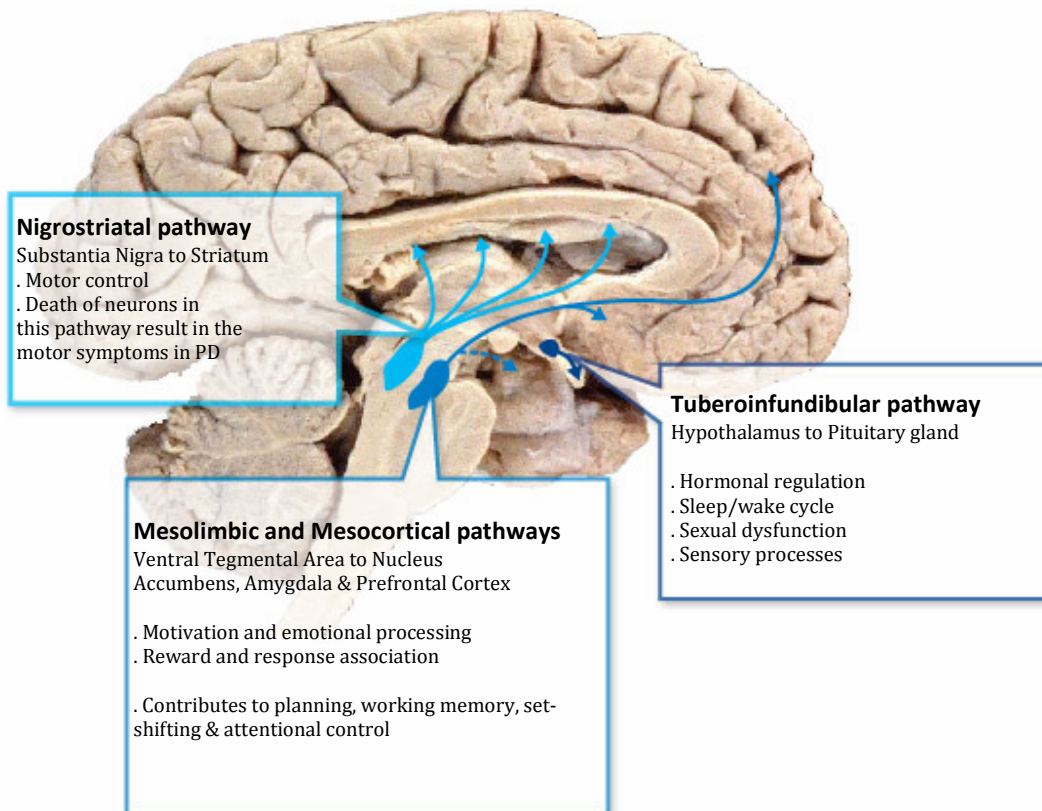 Nigrostriatal pathway
Substantia Nigra to Striatum
. Motor control
. Death of neurons in
this pathway result in the
motor symptoms in PD
Tuberoinfundibular pathway
Hypothalamus to Pituitary gland
. Hormonal regulation
. Sleep/wake cycle
. Sexual dysfunction
. Sensory processes
Mesolimbic and Mesocortical pathways
Ventral Tegmental Area to Nucleus
Accumbens, Amygdala & Prefrontal Cortex
. Motivation and emotional processing
. Reward and response association
. Contributes to planning, working memory, set-
shifting & attentional control